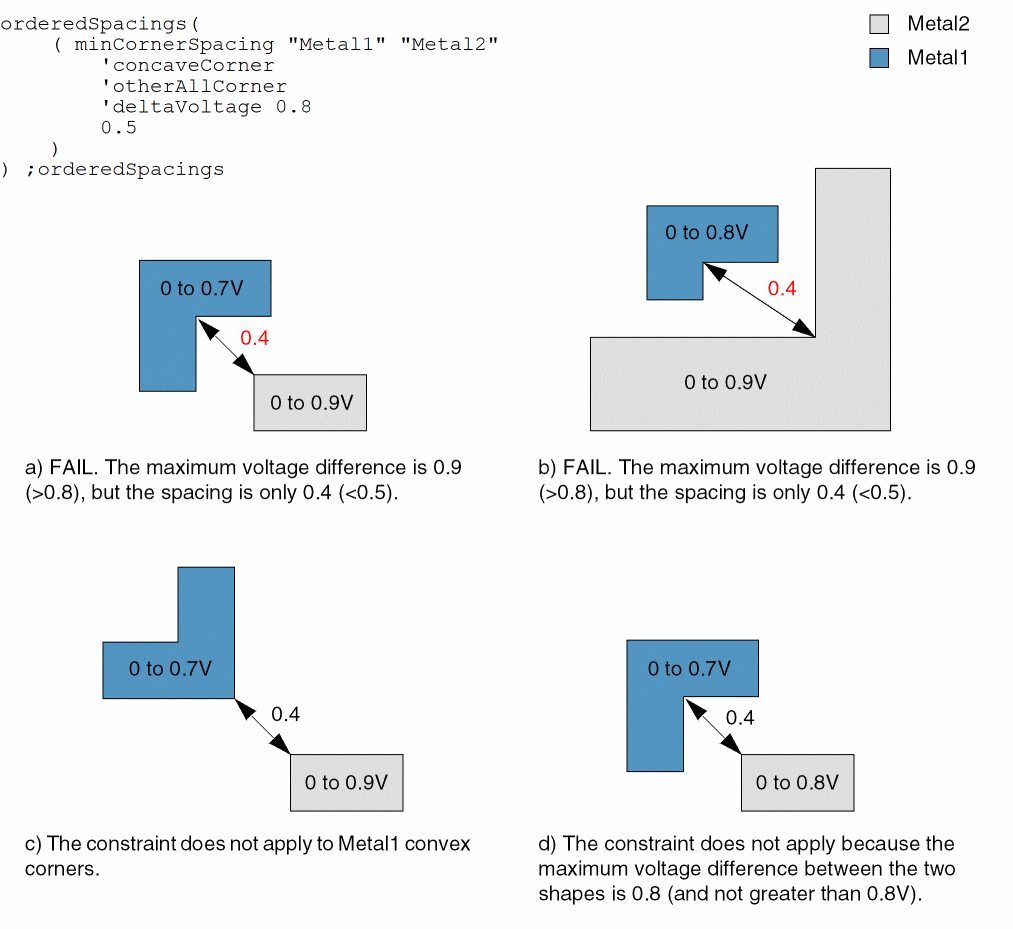 orderedSpacings(
( minCornerSpacing "Metal1" "Metal2"
'concaveCorner
'otherAllCorner
'deltaVoltage 0.8
0.5
)
) ;orderedSpacings
Metal2
Metal1
0 to 0.7V
0.4
0 to 0.9V
a) FAIL. The maximum voltage difference is 0.9
(>0.8), but the spacing is only 0.4 (<0.5).
0 to 0.8V
0.4
0 to 0.9V
b) FAIL. The maximum voltage difference is 0.9
(>0.8), but the spacing is only 0.4 (<0.5).
0 to 0.7V
0.4
0 to 0.9V
c) The constraint does not apply to Metal1 convex
corners.
0 to 0.7V
0.4
0 to 0.8V
d) The constraint does not apply because the
maximum voltage difference between the two
shapes is 0.8 (and not greater than 0.8V).